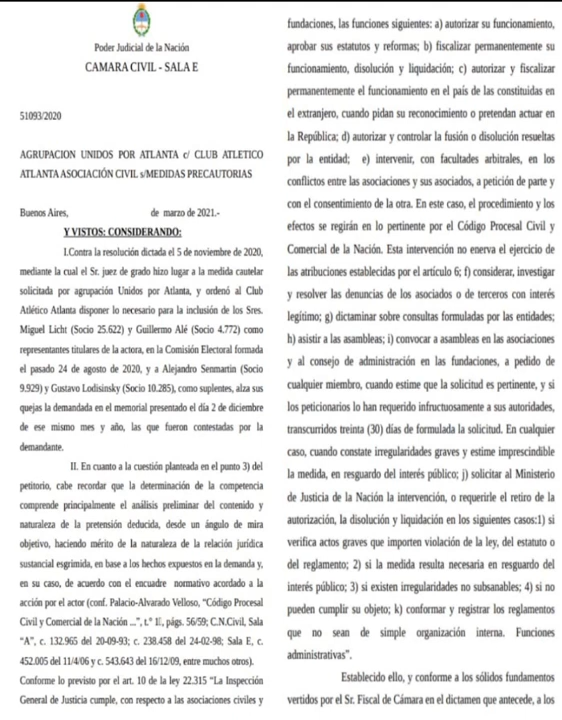 Poder Judicial de la Nación
CAMARA CIVIL - SALA E
51093/2020
AGRUPACION UNIDOS POR ATLANTA c/ CLUB ATLETICO
ATLANTA ASOCIACIÓN CIVIL s/MEDIDAS PRECAUTORIAS
Buenos Aires, de marzo de 2021.-
Y VISTOS: CONSIDERANDO:
I.Contra la resolución dictada el 5 de noviembre de 2020,
mediante la cual el Sr. juez de grado hizo lugar a la medida cautelar
solicitada por agrupación Unidos por Atlanta, y ordenó al Club
Atlético Atlanta disponer lo necesario para la inclusión de los Sres.
Miguel Licht (Socio 25.622) y Guillermo Alé (Socio 4.772) como
representantes titulares de la actora, en la Comisión Electoral formada
el pasado 24 de agosto de 2020, y a Alejandro Senmartin (Socio
9.929) y Gustavo Lodisinsky (Socio 10.285), como suplentes, alza sus
quejas la demandada en el memorial presentado el día 2 de diciembre
de ese mismo mes y año, las que fueron contestadas por la
demandante.
II. En cuanto a la cuestión planteada en el punto 3) del
petitorio, cabe recordar que la determinación de la competencia
comprende principalmente el análisis preliminar del contenido y
naturaleza de la pretensión deducida, desde un ángulo de mira
objetivo, haciendo mérito de la naturaleza de la relación jurídica
sustancial esgrimida, en base a los hechos expuestos en la demanda y,
en su caso, de acuerdo con el encuadre normativo acordado a la
acción por el actor (conf. Palacio-Alvarado Velloso, "Código Procesal
Civil y Comercial de la Nación ...", t.° 1, págs. 56/59; C.N.Civil, Sala
"A", c. 132.965 del 20-09-93; c. 238.458 del 24-02-98; Sala E, c.
452.005 del 11/4/06 y c. 543.643 del 16/12/09, entre muchos otros).
Conforme lo previsto por el art. 10 de la ley 22.315 "La Inspección
General de Justicia cumple, con respecto a las asociaciones civiles y
fundaciones, las funciones siguientes: a) autorizar su funcionamiento,
aprobar sus estatutos y reformas; b) fiscalizar permanentemente su
funcionamiento, disolución y liquidación; c) autorizar y fiscalizar
permanentemente el funcionamiento en el país de las constituidas en
el extranjero, cuando pidan su reconocimiento o pretendan actuar en
la República; d) autorizar y controlar la fusión o disolución resueltas
por la entidad; e) intervenir, con facultades arbitrales, en los
conflictos entre las asociaciones y sus asociados, a petición de parte y
con el consentimiento de la otra. En este caso, el procedimiento y los
efectos se regirán en lo pertinente por el Código Procesal Civil y
Comercial de la Nación. Esta intervención no enerva el ejercicio de
las atribuciones establecidas por el artículo 6; f) considerar, investigar
y resolver las denuncias de los asociados o de terceros con interés
legítimo; g) dictaminar sobre consultas formuladas por las entidades;
h) asistir a las asambleas; i) convocar a asambleas en las asociaciones
y al consejo de administración en las fundaciones, a pedido de
cualquier miembro, cuando estime que la solicitud es pertinente, y si
los peticionarios lo han requerido infructuosamente a sus autoridades,
transcurridos treinta (30) días de formulada la solicitud. En cualquier
caso, cuando constate irregularidades graves y estime imprescindible
la medida, en resguardo del interés público; j) solicitar al Ministerio
de Justicia de la Nación la intervención, o requerirle el retiro de la
autorización, la disolución y liquidación en los siguientes casos:1) si
verifica actos graves que importen violación de la ley, del estatuto o
del reglamento; 2) si la medida resulta necesaria en resguardo del
interés público; 3) si existen irregularidades no subsanables; 4) si no
pueden cumplir su objeto; k) conformar y registrar los reglamentos
que no sean de simple organización interna. Funciones
administrativas".
Establecido ello, y conforme a los sólidos fundamentos
vertidos por el Sr. Fiscal de Cámara en el dictamen que antecede, a los